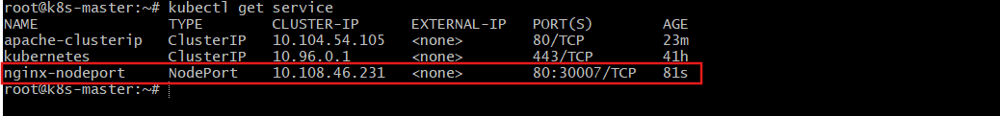 root@k8s-master:~# kubectl get service
NAME TYPE CLUSTER-IP EXTERNAL-IP PORT(S) AGE
apache-clusterip ClusterIP 10.104.54.105 <none> 80/TCP 23m
kubernetes ClusterIP 10.96.0.1 <none> 443/TCP 41h
nginx-nodeport NodePort 10.108.46.231 <none> 80:30007/TCP 81s
root@k8s-master:~#